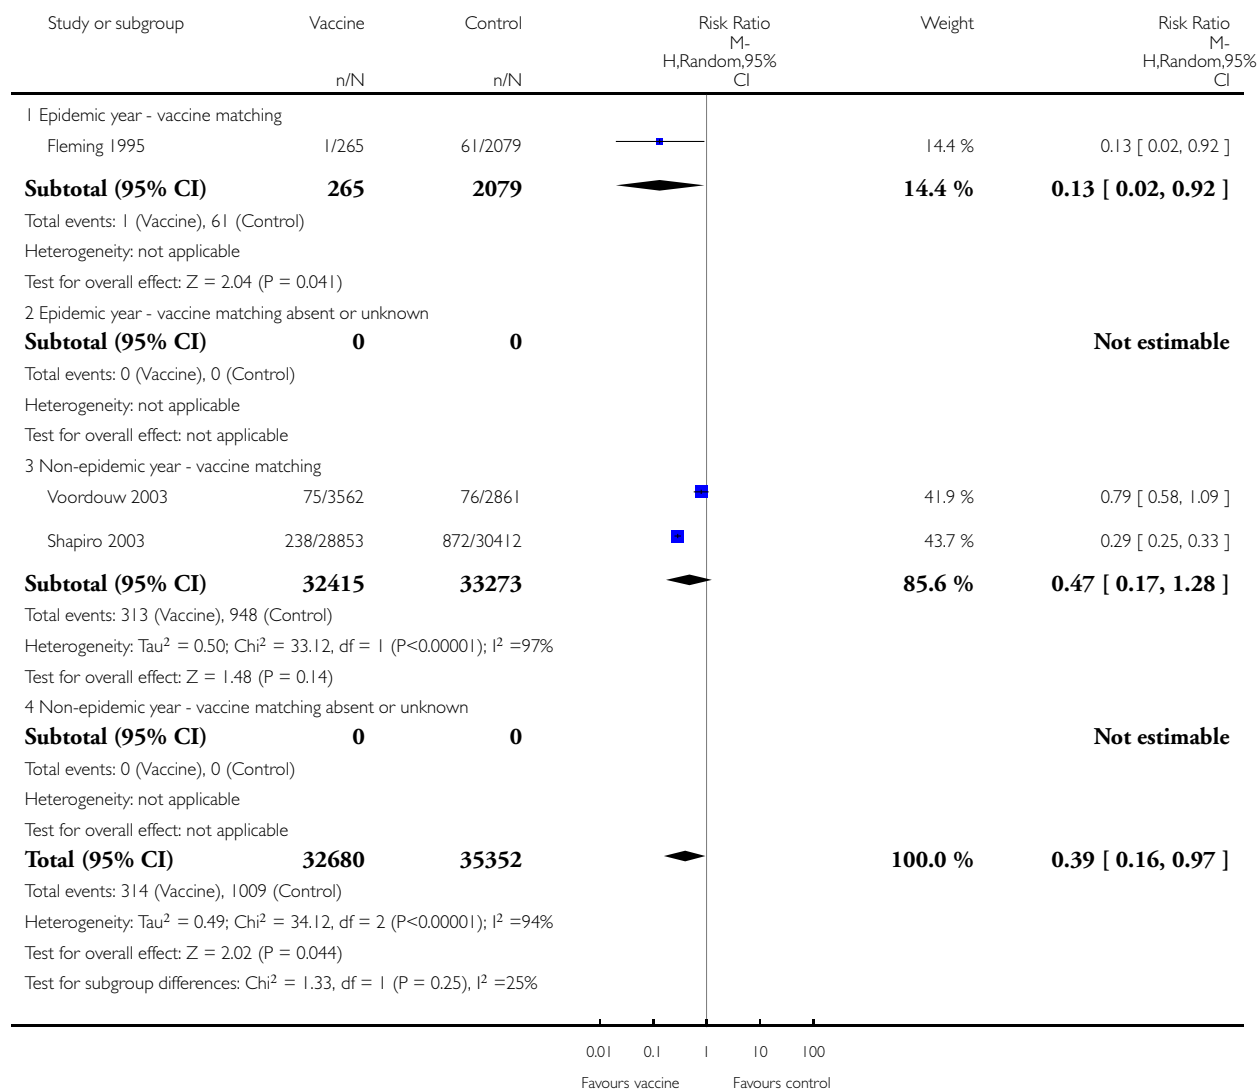 Study or subgroup Vaccine Control Risk Ratio Weight Risk Ratio
M- M-
H,Random,95% H,Random,95%
n/N n/N CI CI
1 Epidemic year - vaccine matching
Fleming 1995 1/265 61/2079 14.4 % 0.13 [ 0.02, 0.92 ]
Subtotal (95% CI) 265 2079 14.4 % 0.13 [ 0.02, 0.92 ]
Total events: 1 (Vaccine), 61 (Control)
Heterogeneity: not applicable
Test for overall effect: Z = 2.04 (P = 0.041)
2 Epidemic year - vaccine matching absent or unknown
Subtotal (95% CI) 0 0 Not estimable
Total events: 0 (Vaccine), 0 (Control)
Heterogeneity: not applicable
Test for overall effect: not applicable
3 Non-epidemic year - vaccine matching
Voordouw 2003 75/3562 76/2861 41.9 % 0.79 [ 0.58, 1.09 ]
Shapiro 2003 238/28853 872/30412 43.7 % 0.29 [ 0.25, 0.33 ]
Subtotal (95% CI) 32415 33273 85.6 % 0.47 [ 0.17, 1.28 ]
Total events: 313 (Vaccine), 948 (Control)
Heterogeneity: Tau² = 0.50; Chi² = 33.12, df = 1 (P<0.00001); I² =97%
Test for overall effect: Z = 1.48 (P = 0.14)
4 Non-epidemic year - vaccine matching absent or unknown
Subtotal (95% CI) 0 0 Not estimable
Total events: 0 (Vaccine), 0 (Control)
Heterogeneity: not applicable
Test for overall effect: not applicable
Total (95% CI) 32680 35352 100.0 % 0.39 [ 0.16, 0.97 ]
Total events: 314 (Vaccine), 1009 (Control)
Heterogeneity: Tau² = 0.49; Chi² = 34.12, df = 2 (P<0.00001); I² =94%
Test for overall effect: Z = 2.02 (P = 0.044)
Test for subgroup differences: Chi² = 1.33, df = 1 (P = 0.25), I² =25%
0.01 0.1 1 10 100
Favours vaccine Favours control